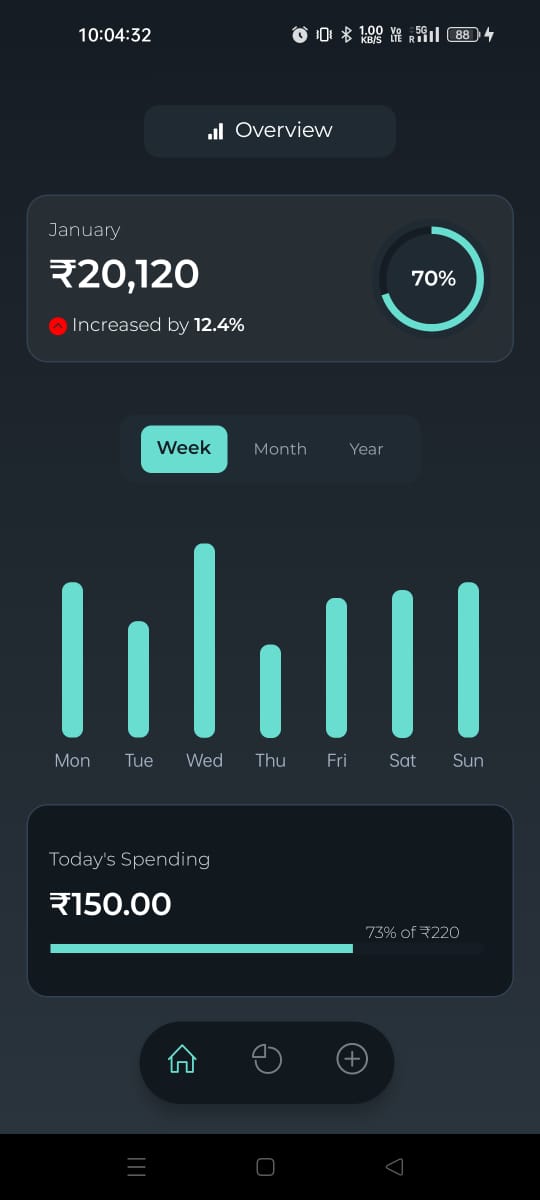 10:04:32
1.00 KB/S Vo LTE R 5G 88
Overview
January
₹20,120
70%
Increased by 12.4%
Week Month Year
Mon Tue Wed Thu Fri Sat Sun
Today's Spending
₹150.00
73% of ₹220